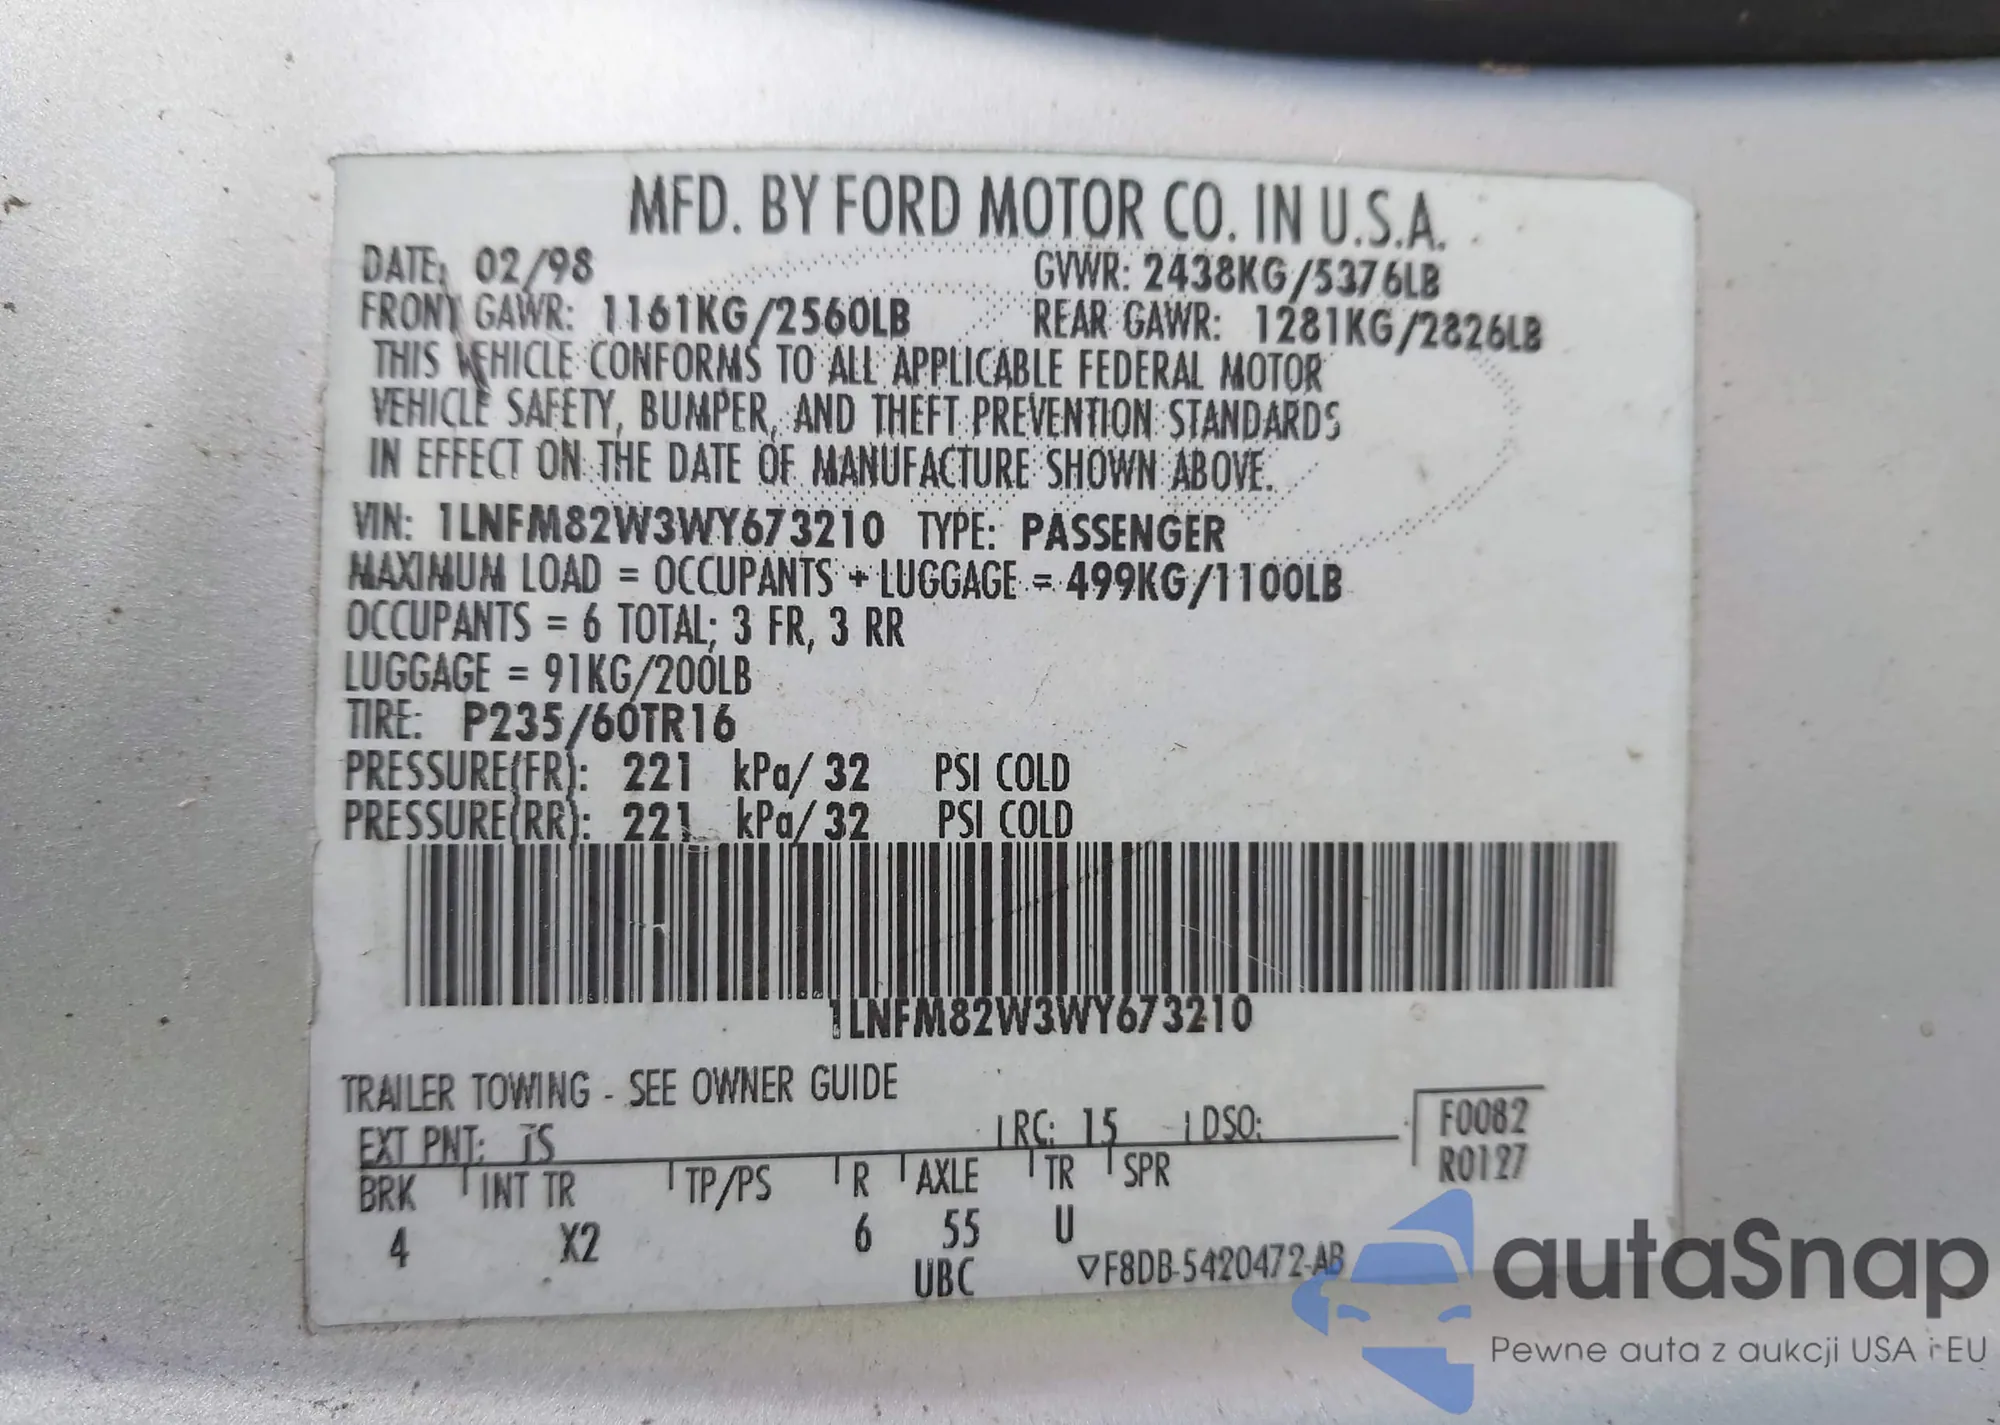 MFD. BY FORD MOTOR CO. IN U.S.A.
DATE: 02/98 GVWR: 2438KG/5376LB
FRONT GAWR: 1161KG/2560LB REAR GAWR: 1281KG/2826LB
THIS VEHICLE CONFORMS TO ALL APPLICABLE FEDERAL MOTOR
VEHICLE SAFETY, BUMPER, AND THEFT PREVENTION STANDARDS
IN EFFECT ON THE DATE OF MANUFACTURE SHOWN ABOVE.
VIN: 1LNFM82W3WY673210 TYPE: PASSENGER
MAXIMUM LOAD = OCCUPANTS + LUGGAGE = 499KG/1100LB
OCCUPANTS = 6 TOTAL; 3 FR, 3 RR
LUGGAGE = 91KG/200LB
TIRE: P235/60TR16
PRESSURE(FR): 221 kPa/ 32 PSI COLD
PRESSURE(RR): 221 kPa/ 32 PSI COLD
1LNFM82W3WY673210
TRAILER TOWING - SEE OWNER GUIDE
EXT PNT: TS RC: 15 DSO: F0082
R0127
BRK INT TR TP/PS R AXLE TR SPR
4 X2 6 55 U
UBC ▽F8DB-5420472-AB
autoSnap
Pewne auta z aukcji USA i EU